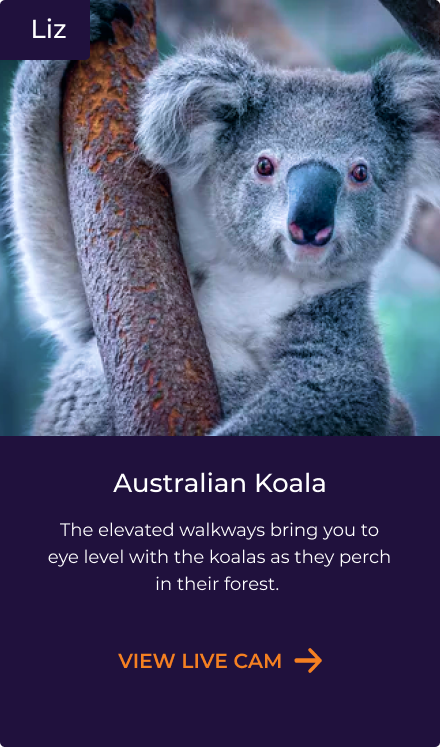 Liz
Australian Koala
The elevated walkways bring you to
eye level with the koalas as they perch
in their forest.
VIEW LIVE CAM